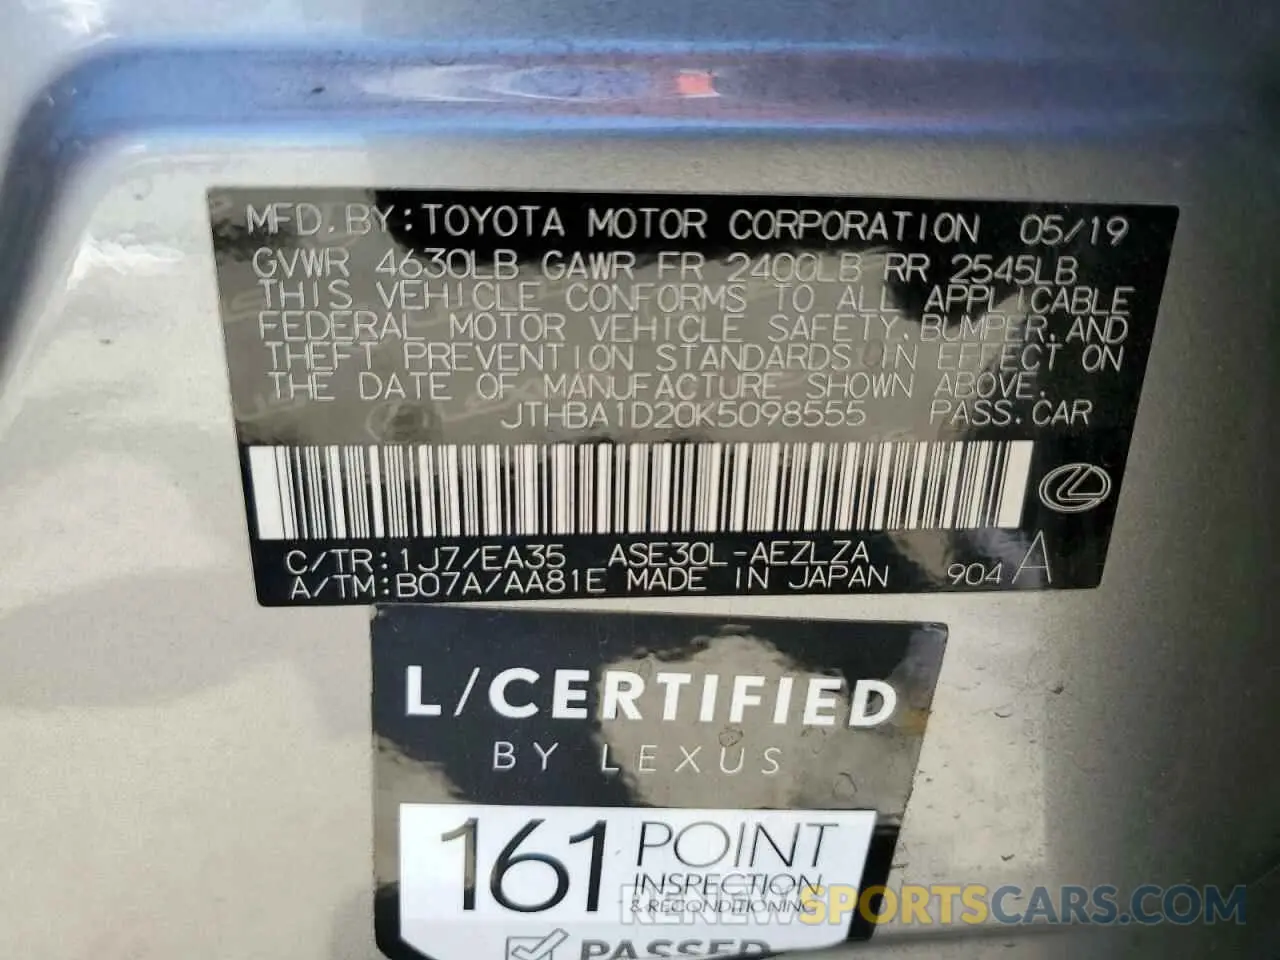 MFD. BY: TOYOTA MOTOR CORPORATION 05/19
GVWR 4630LB GAWR FR 2400LB RR 2545LB
THIS VEHICLE CONFORMS TO ALL APPLICABLE
FEDERAL MOTOR VEHICLE SAFETY, BUMPER, AND
THEFT PREVENTION STANDARDS IN EFFECT ON
THE DATE OF MANUFACTURE SHOWN ABOVE.
JTHBA1D20K5098555 PASS. CAR
C/TR: 1J7/EA35 ASE30L-AEZLZA
A/TM: B07A/AA81E MADE IN JAPAN 904 A
L/CERTIFIED
BY LEXUS
161 POINT
INSPECTION
& RECONDITIONING
PASSED
RENEWSPORTSCARS.COM